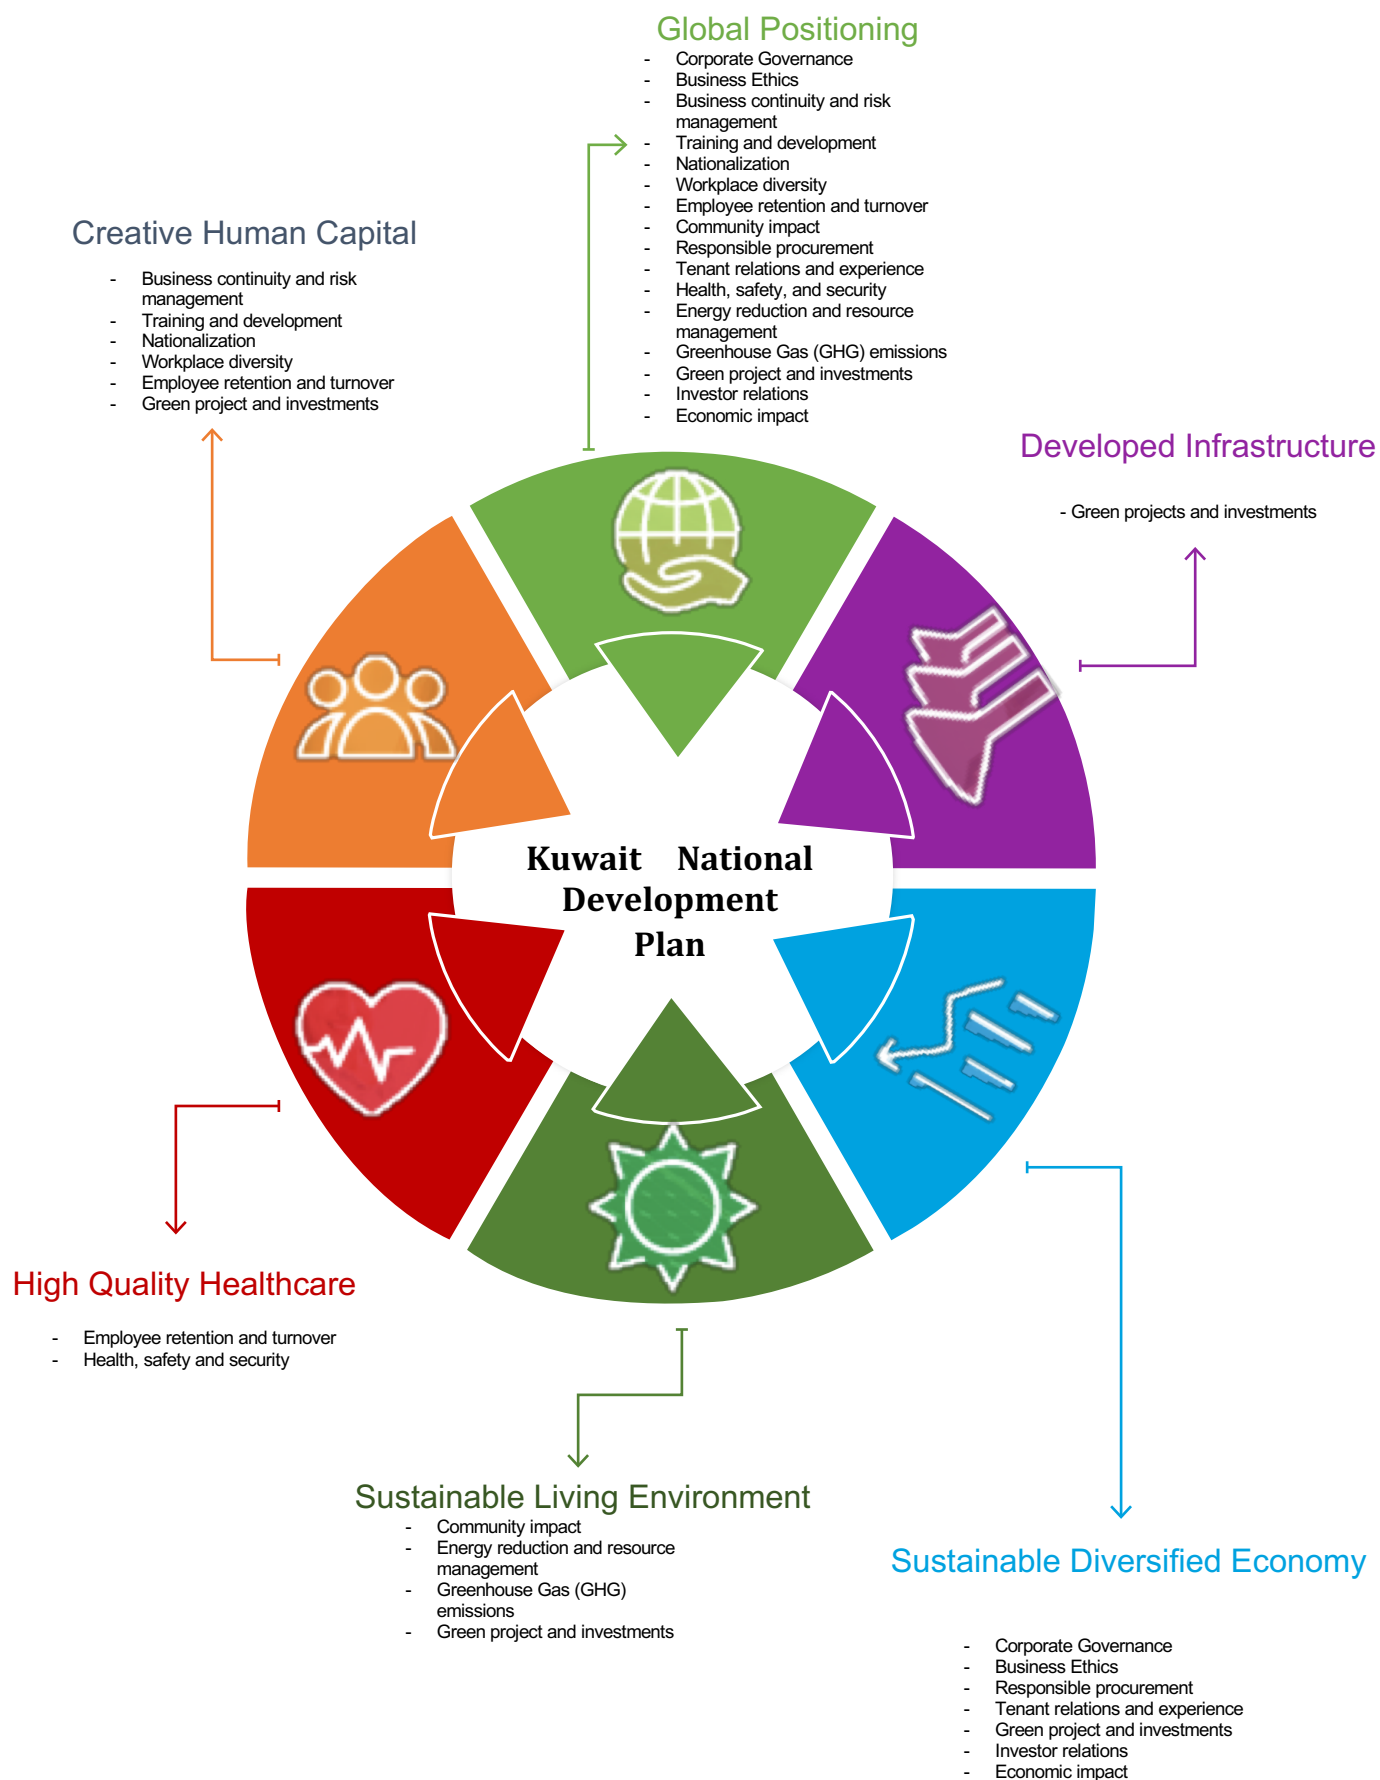 Global Positioning
- Corporate Governance
- Business Ethics
- Business continuity and risk
management
- Training and development
- Nationalization
- Workplace diversity
- Employee retention and turnover
- Community impact
- Responsible procurement
- Tenant relations and experience
- Health, safety, and security
- Energy reduction and resource
management
- Greenhouse Gas (GHG) emissions
- Green project and investments
- Investor relations
- Economic impact
Creative Human Capital
- Business continuity and risk
management
- Training and development
- Nationalization
- Workplace diversity
- Employee retention and turnover
- Green project and investments
Developed Infrastructure
- Green projects and investments
Kuwait National
Development
Plan
High Quality Healthcare
- Employee retention and turnover
- Health, safety and security
Sustainable Living Environment
- Community impact
- Energy reduction and resource
management
- Greenhouse Gas (GHG)
emissions
- Green project and investments
Sustainable Diversified Economy
- Corporate Governance
- Business Ethics
- Responsible procurement
- Tenant relations and experience
- Green project and investments
- Investor relations
- Economic impact